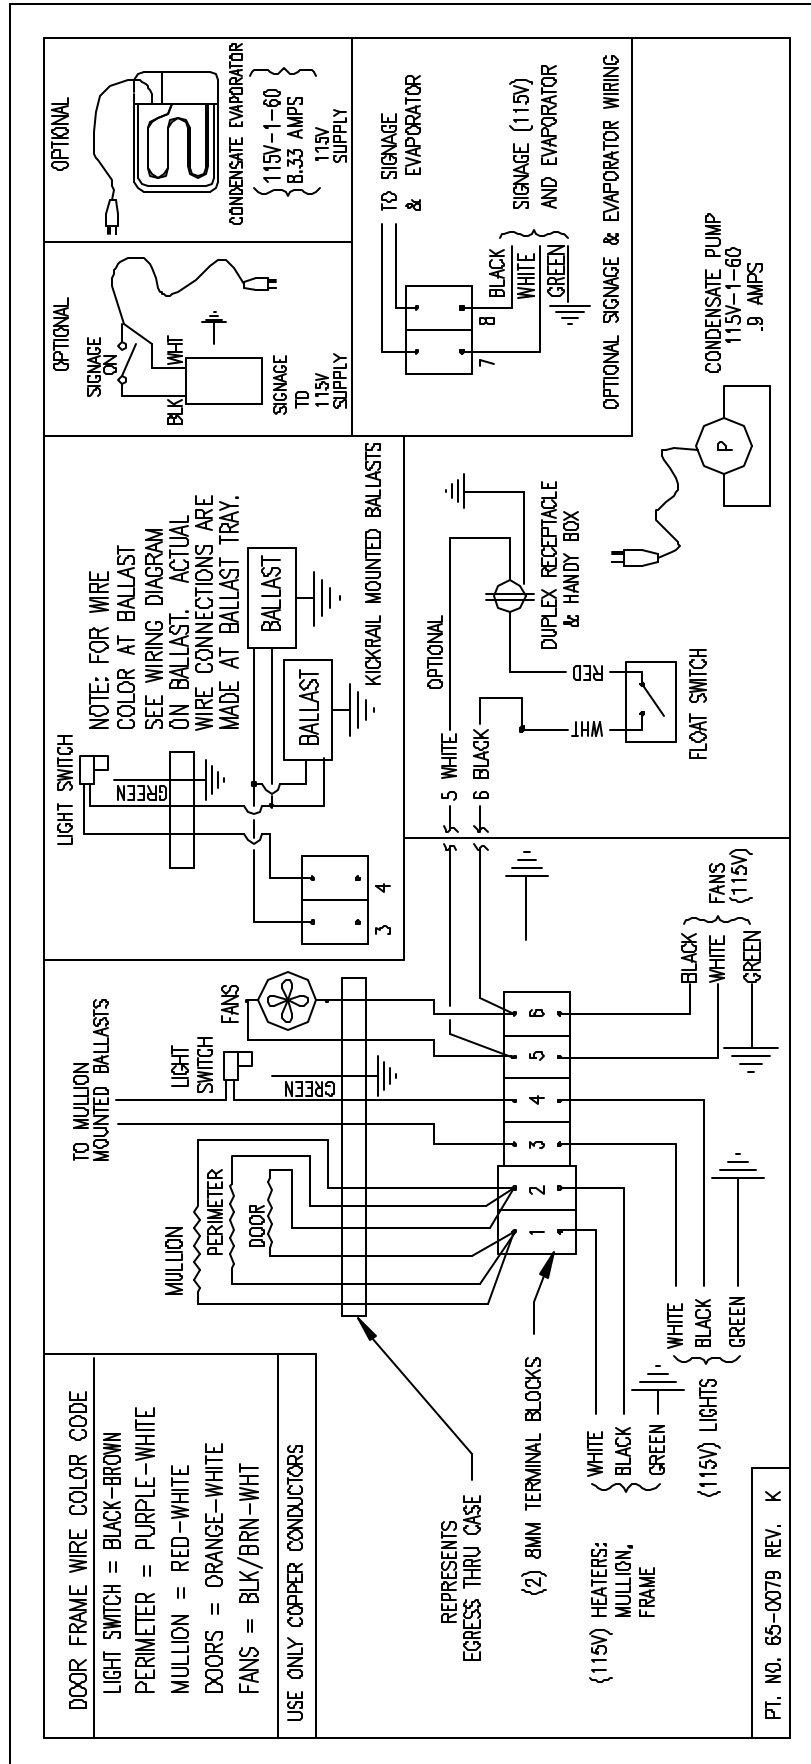 DOOR FRAME WIRE COLOR CODE
LIGHT SWITCH = BLACK-BROWN
PERIMETER = PURPLE-WHITE
MULLION = RED-WHITE
DOORS = ORANGE-WHITE
FANS = BLK/BRN-WHT
USE ONLY COPPER CONDUCTORS
MULLION
PERIMETER
DOOR
TO MULLION
MOUNTED BALLASTS
LIGHT
SWITCH
FANS
GREEN
REPRESENTS
EGRESS THRU CASE
(2) 8MM TERMINAL BLOCKS
1
2
3
4
5
6
(115V) HEATERS:
MULLION,
FRAME
WHITE
BLACK
GREEN
(115V) LIGHTS
WHITE
BLACK
GREEN
BLACK
WHITE
GREEN
FANS
(115V)
PT. NO. 65-0079 REV. K
LIGHT SWITCH
GREEN
NOTE: FOR WIRE
COLOR AT BALLAST
SEE WIRING DIAGRAM
ON BALLAST. ACTUAL
WIRE CONNECTIONS ARE
MADE AT BALLAST TRAY.
BALLAST
BALLAST
3
4
KICKRAIL MOUNTED BALLASTS
5 WHITE
6 BLACK
OPTIONAL
DUPLEX RECEPTACLE
& HANDY BOX
WHT
RED
FLOAT SWITCH
P
CONDENSATE PUMP
115V-1-60
.9 AMPS
OPTIONAL
SIGNAGE
ON
BLK
WHT
SIGNAGE
TO
115V
SUPPLY
OPTIONAL
CONDENSATE EVAPORATOR
115V-1-60
8.33 AMPS
115V
SUPPLY
TO SIGNAGE
& EVAPORATOR
7
8
BLACK
WHITE
GREEN
SIGNAGE (115V)
AND EVAPORATOR
OPTIONAL SIGNAGE & EVAPORATOR WIRING